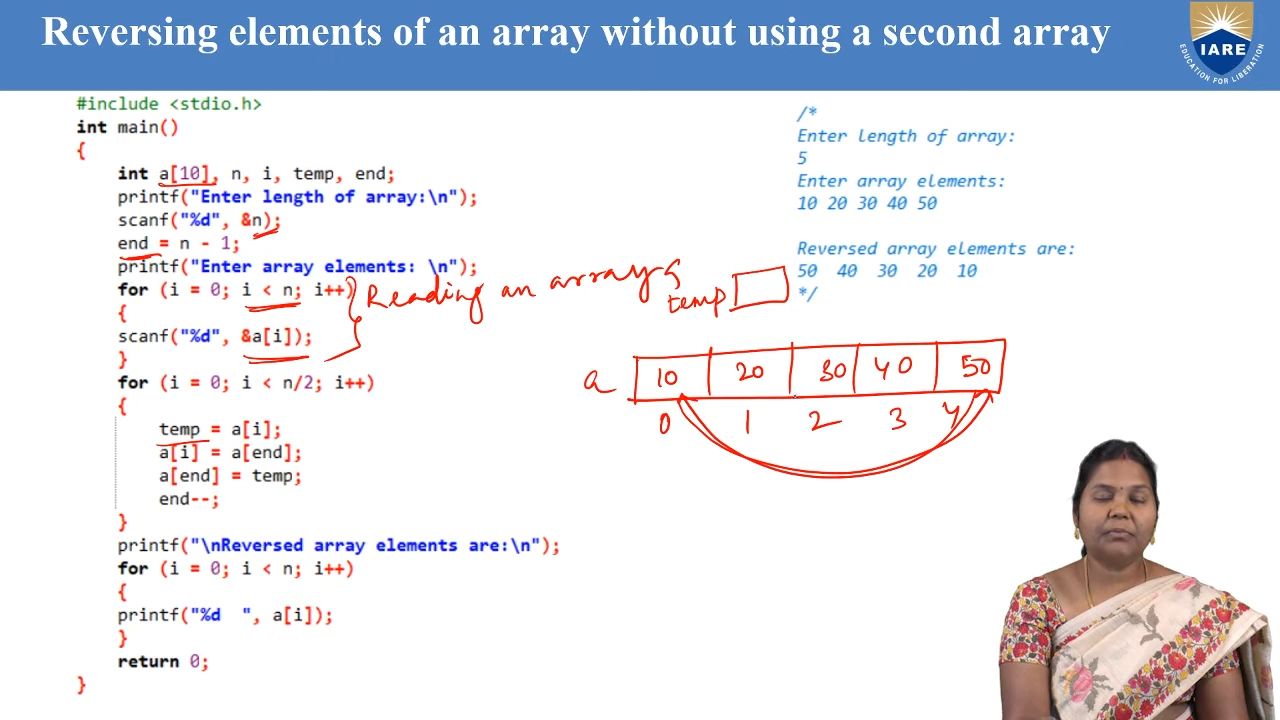 Reversing elements of an array without using a second array
IARE
EDUCATION FOR LIBERATION
#include <stdio.h>
int main()
{
int a[10], n, i, temp, end;
printf("Enter length of array:\n");
scanf("%d", &n);
end = n - 1;
printf("Enter array elements: \n");
for (i = 0; i < n; i++)
{
scanf("%d", &a[i]);
}
for (i = 0; i < n/2; i++)
{
temp = a[i];
a[i] = a[end];
a[end] = temp;
end--;
}
printf("\nReversed array elements are:\n");
for (i = 0; i < n; i++)
{
printf("%d  ", a[i]);
}
return 0;
}
/*
Enter length of array:
5
Enter array elements:
10 20 30 40 50
Reversed array elements are:
50 40 30 20 10
*/
Reading an arrays
temp
a 10 20 30 40 50
0 1 2 3 4